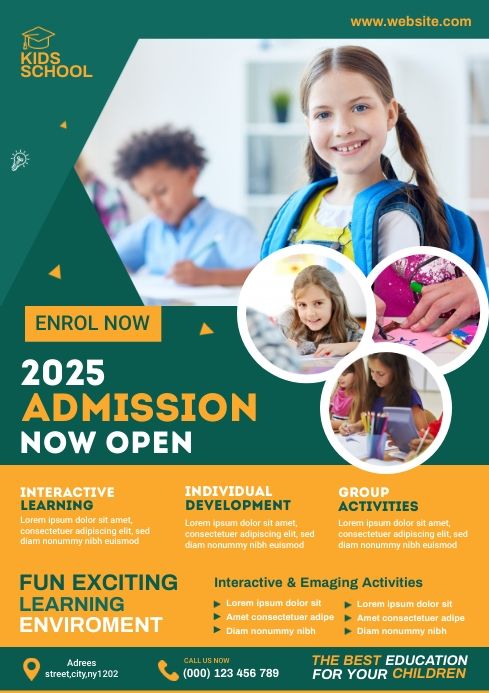 www.website.com
KIDS
SCHOOL
ENROL NOW
2025
ADMISSION
NOW OPEN
INTERACTIVE
LEARNING
Lorem ipsum dolor sit amet,
consectetur adipiscing elit, sed
diam nonummy nibh euismod
INDIVIDUAL
DEVELOPMENT
Lorem ipsum dolor sit amet,
consectetur adipiscing elit, sed
diam nonummy nibh euismod
GROUP
ACTIVITIES
Lorem ipsum dolor sit amet,
consectetur adipiscing elit, sed
diam nonummy nibh euismod
FUN EXCITING
LEARNING
ENVIROMENT
Interactive & Emaging Activities
Lorem ipsum dolor sit
Amet consectetuer adipe
Diam nonummy nibh
Lorem ipsum dolor sit
Amet consectetuer adipe
Diam nonummy nibh
Adrees
street,city,ny1202
CALL US NOW
(000) 123 456 789
THE BEST EDUCATION
FOR YOUR CHILDREN